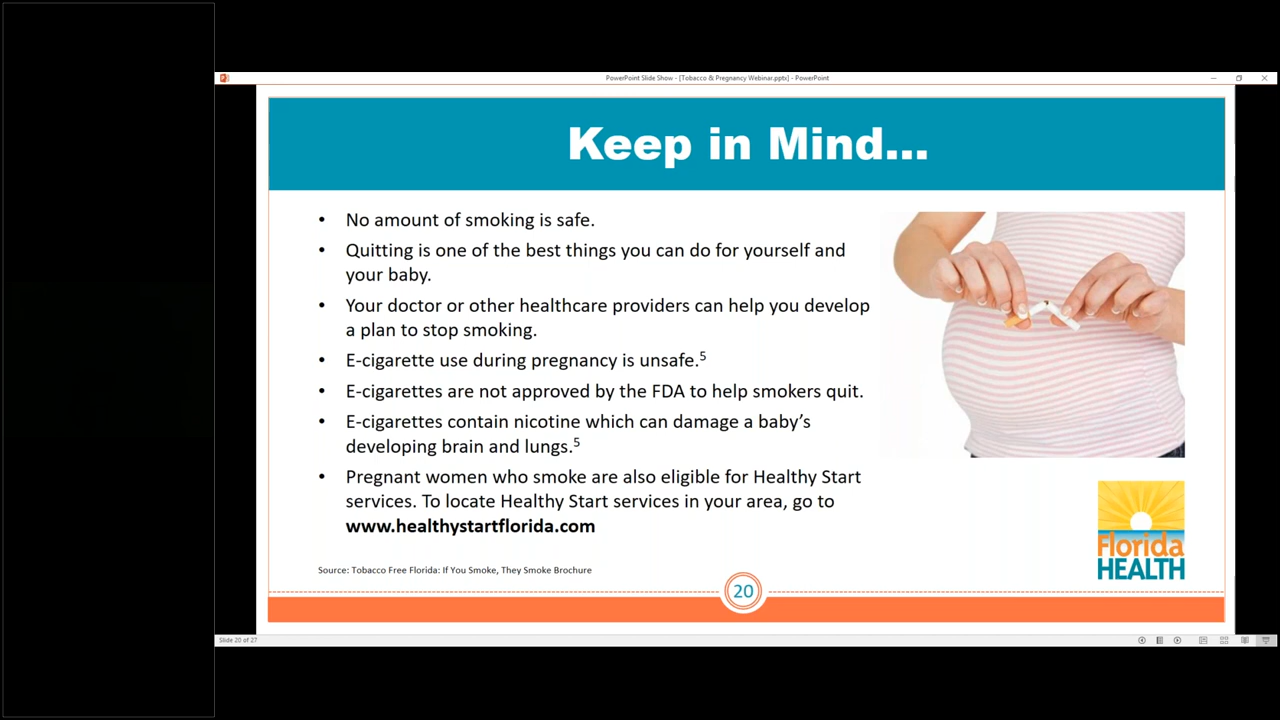 PowerPoint Slide Show - [Tobacco & Pregnancy Webinar.pptx] - PowerPoint
Keep in Mind...
• No amount of smoking is safe.
• Quitting is one of the best things you can do for yourself and
your baby.
• Your doctor or other healthcare providers can help you develop
a plan to stop smoking.
• E-cigarette use during pregnancy is unsafe.5
• E-cigarettes are not approved by the FDA to help smokers quit.
• E-cigarettes contain nicotine which can damage a baby’s
developing brain and lungs.5
• Pregnant women who smoke are also eligible for Healthy Start
services. To locate Healthy Start services in your area, go to
www.healthystartflorida.com
Florida
HEALTH
Source: Tobacco Free Florida: If You Smoke, They Smoke Brochure
20
Slide 20 of 27